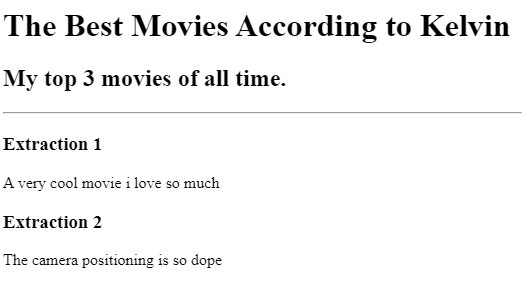 The Best Movies According to Kelvin
My top 3 movies of all time.
Extraction 1
A very cool movie i love so much
Extraction 2
The camera positioning is so dope